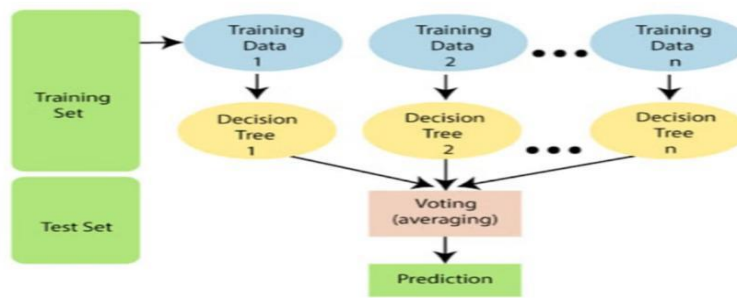 Training
Set
Test Set
Training
Data
1
Training
Data
2
Training
Data
n
Decision
Tree
1
Decision
Tree
2
Decision
Tree
n
Voting
(averaging)
Prediction